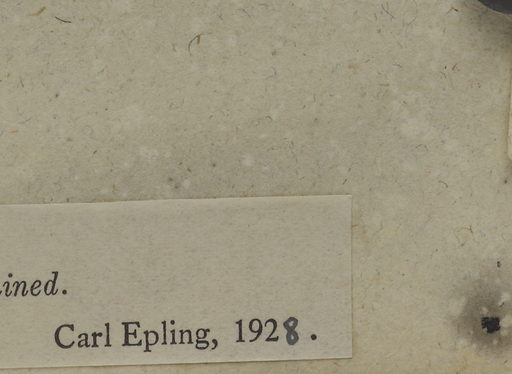 ined.
Carl Epling, 1928.